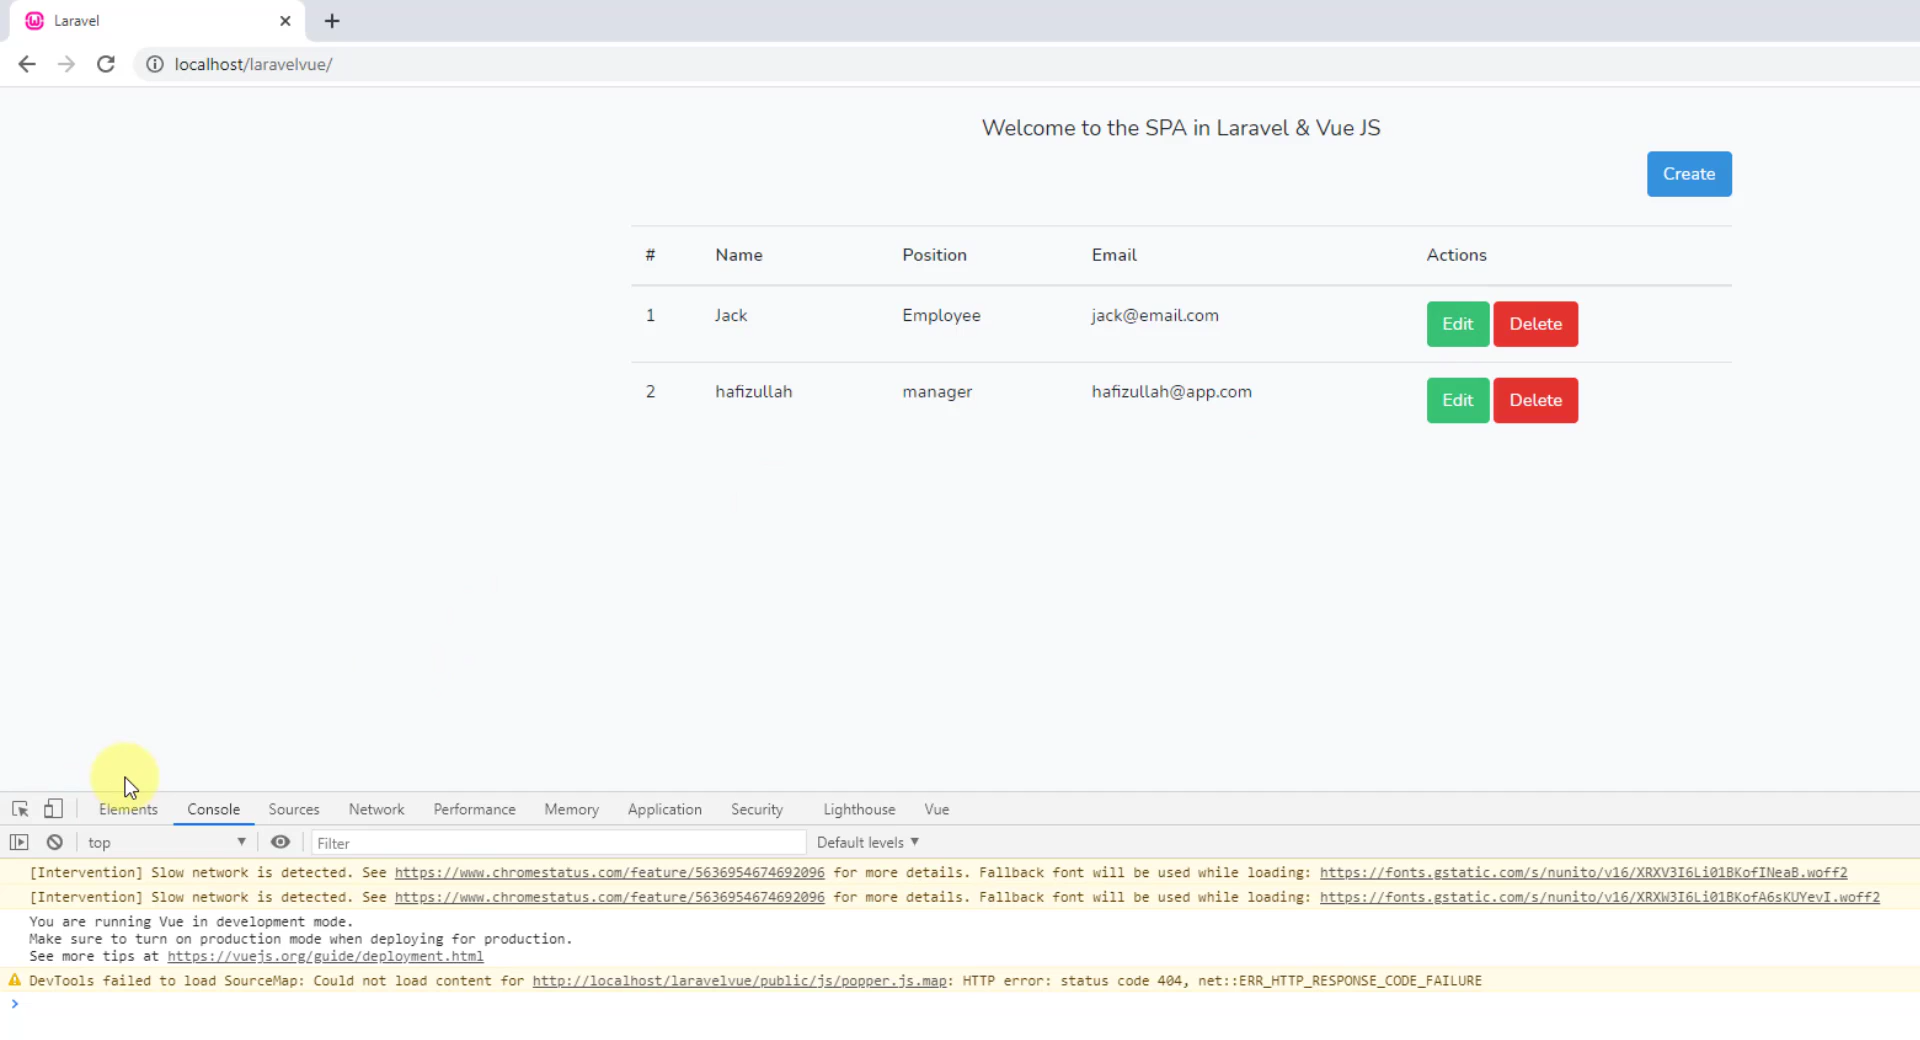 Laravel
localhost/laravelvue/
Welcome to the SPA in Laravel & Vue JS
Create
# Name Position Email Actions
1 Jack Employee jack@email.com Edit Delete
2 hafizullah manager hafizullah@app.com Edit Delete
Elements Console Sources Network Performance Memory Application Security Lighthouse Vue
top Filter Default levels
[Intervention] Slow network is detected. See https://www.chromestatus.com/feature/5636954674692096 for more details. Fallback font will be used while loading: https://fonts.gstatic.com/s/nunito/v16/XRXV3I6Li01BKofINeaB.woff2
[Intervention] Slow network is detected. See https://www.chromestatus.com/feature/5636954674692096 for more details. Fallback font will be used while loading: https://fonts.gstatic.com/s/nunito/v16/XRXW3I6Li01BKofA6sKUYevI.woff2
You are running Vue in development mode.
Make sure to turn on production mode when deploying for production.
See more tips at https://vuejs.org/guide/deployment.html
DevTools failed to load SourceMap: Could not load content for http://localhost/laravelvue/public/js/popper.js.map: HTTP error: status code 404, net::ERR_HTTP_RESPONSE_CODE_FAILURE